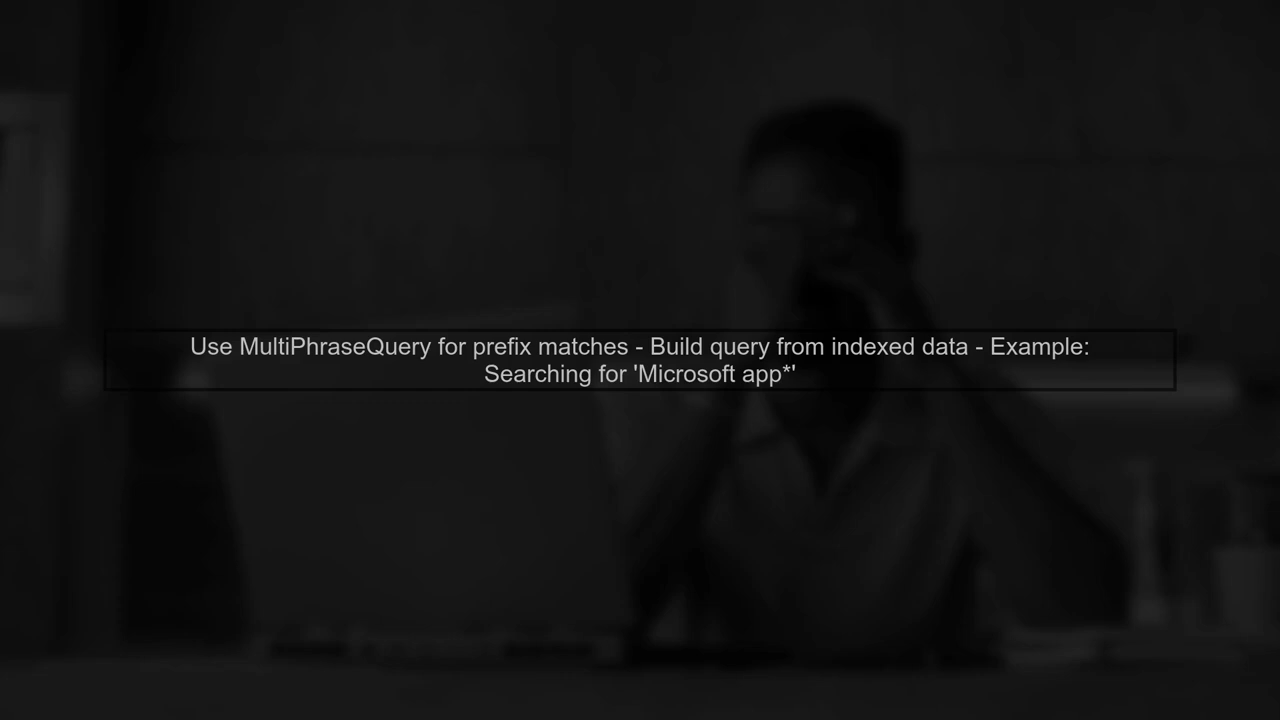 Use MultiPhraseQuery for prefix matches - Build query from indexed data - Example:
Searching for 'Microsoft app*'